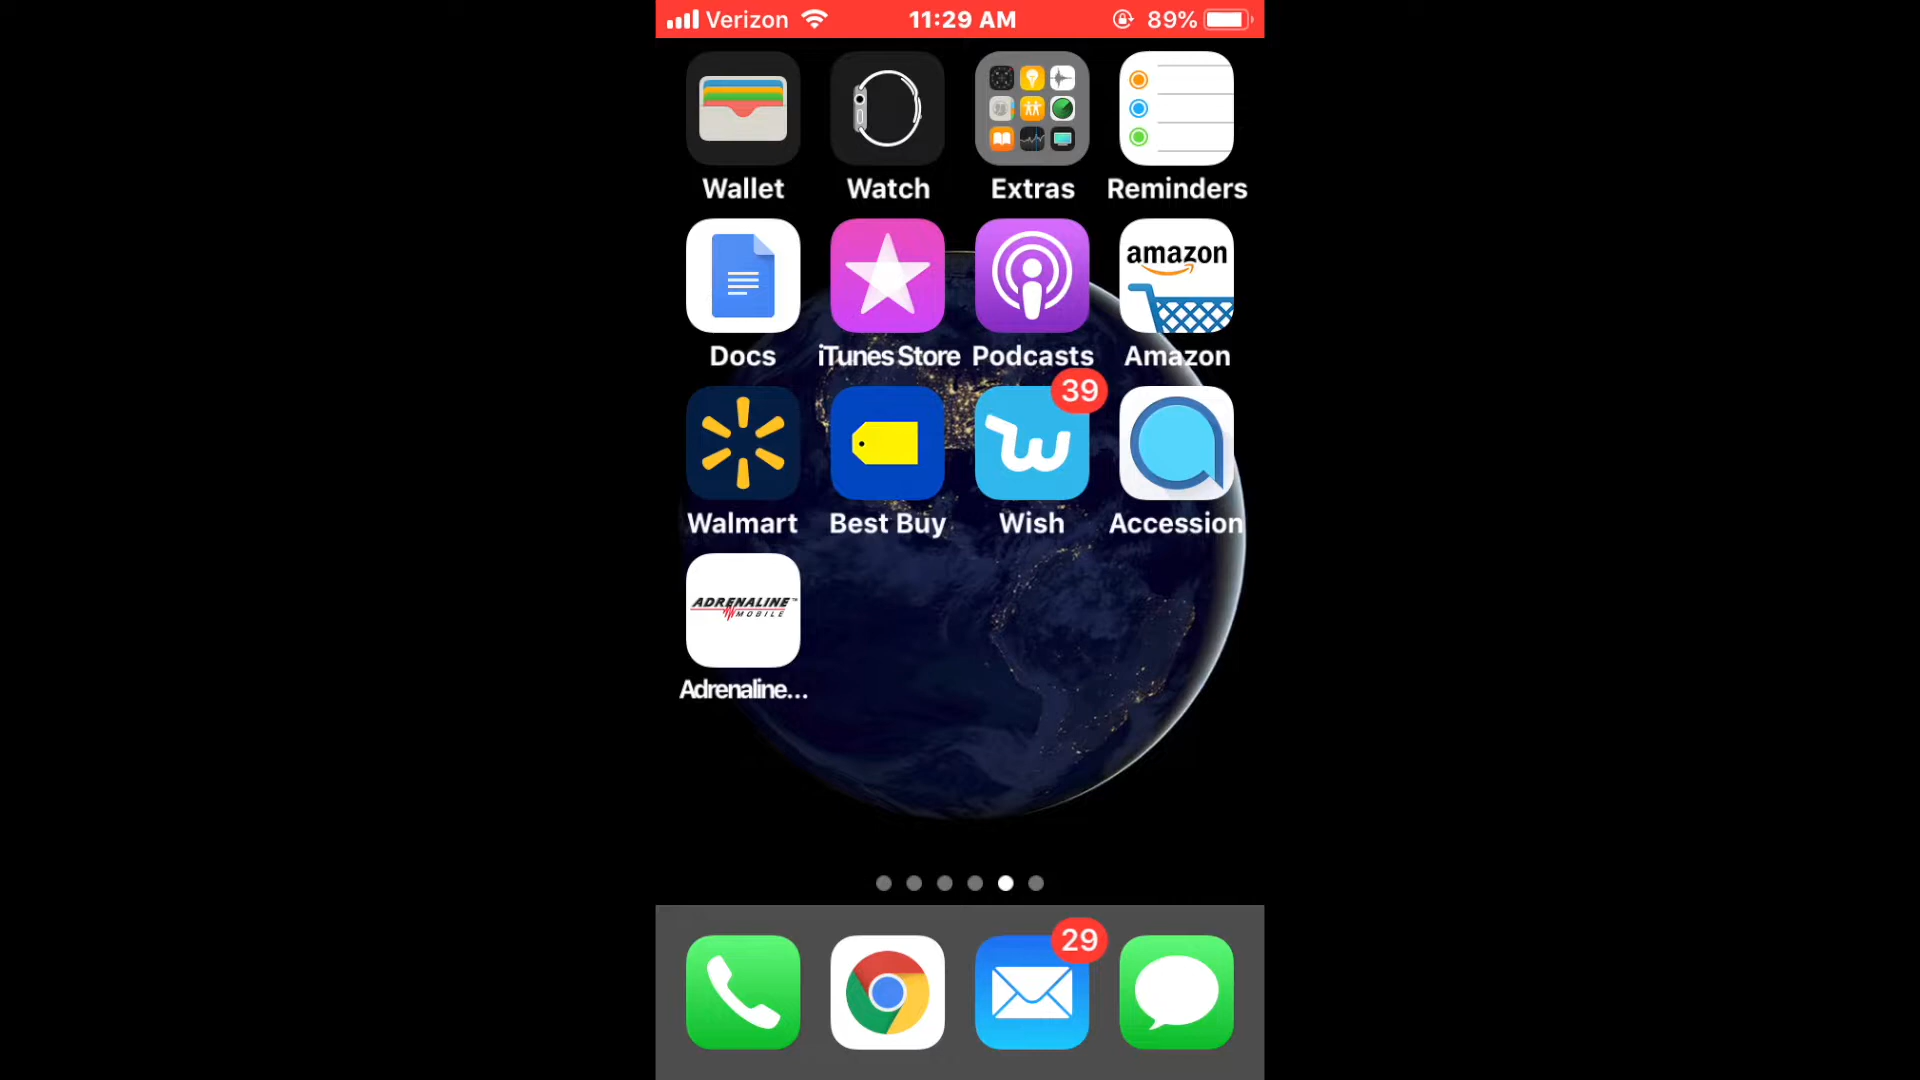 Verizon 11:29 AM 89%
Wallet Watch Extras Reminders
amazon
Docs iTunes Store Podcasts Amazon
39
Walmart Best Buy Wish Accession
ADRENALINE™
MOBILE
Adrenaline...
29